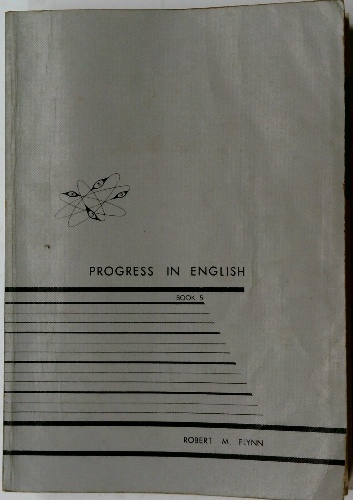 PROGRESS IN ENGLISH
BOOK 5
ROBERT M. FLYNN